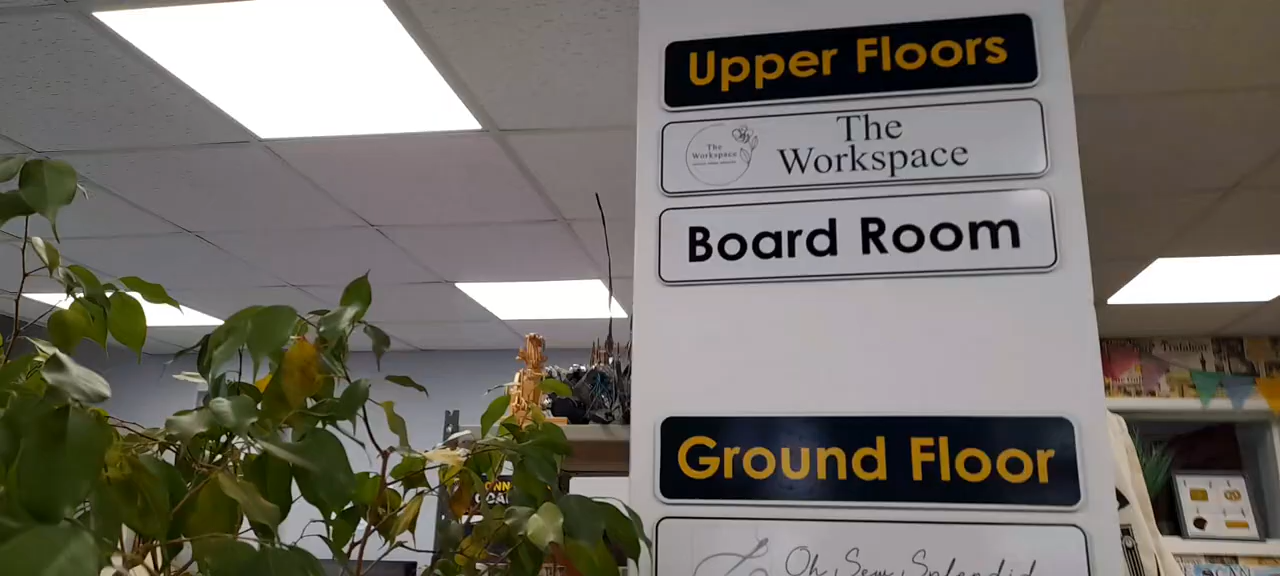 Upper Floors
The
Workspace
The
Workspace
Board Room
Ground Floor
Oh Sew Splendid